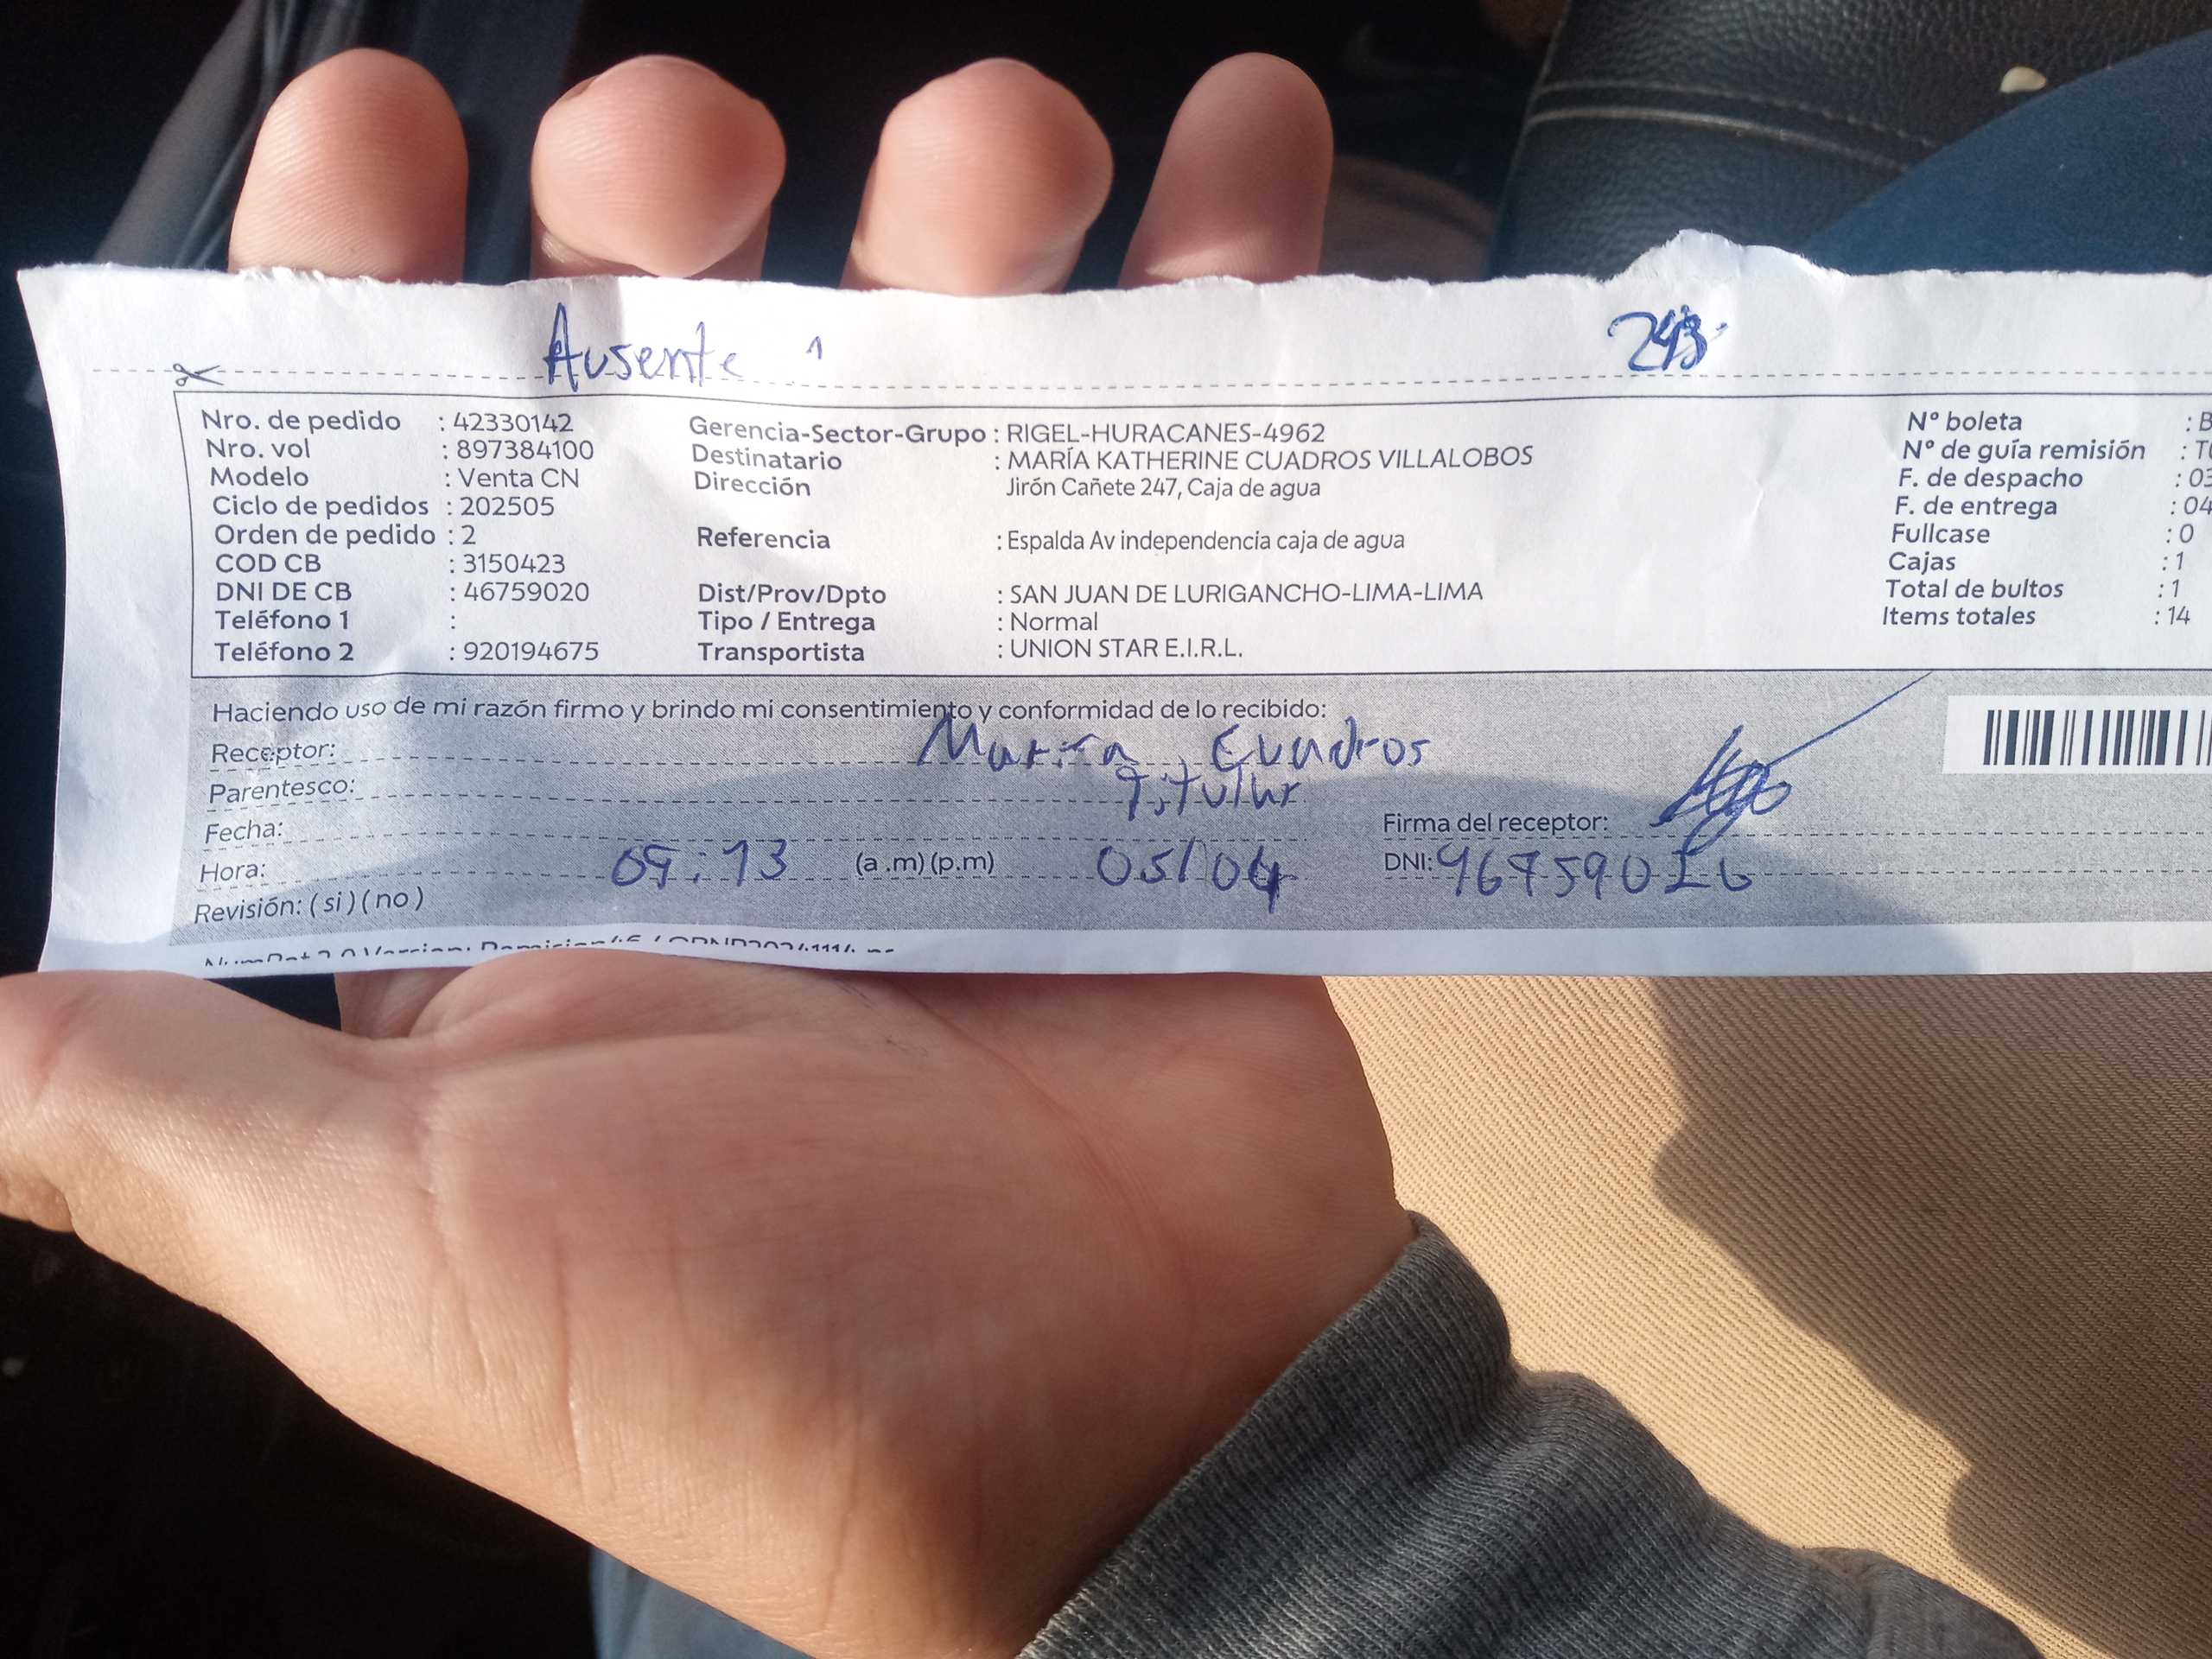 Ausente 1
243
Nro. de pedido : 42330142
Nro. vol : 897384100
Modelo : Venta CN
Ciclo de pedidos : 202505
Orden de pedido : 2
COD CB : 3150423
DNI DE CB : 46759020
Teléfono 1 :
Teléfono 2 : 920194675
Gerencia-Sector-Grupo : RIGEL-HURACANES-4962
Destinatario : MARÍA KATHERINE CUADROS VILLALOBOS
Dirección Jirón Cañete 247, Caja de agua
Referencia : Espalda Av independencia caja de agua
Dist/Prov/Dpto : SAN JUAN DE LURIGANCHO-LIMA-LIMA
Tipo / Entrega : Normal
Transportista : UNION STAR E.I.R.L.
N° boleta : B
N° de guía remisión : T
F. de despacho : 03
F. de entrega : 04
Fullcase : 0
Cajas : 1
Total de bultos : 1
Items totales : 14
Haciendo uso de mi razón firmo y brindo mi consentimiento y conformidad de lo recibido:
Receptor: María Cuadros
Parentesco: Titular
Fecha:
Firma del receptor:
Hora: 09:13 (a .m) (p.m) 05/04
DNI: 46759020
Revisión: ( si ) ( no )